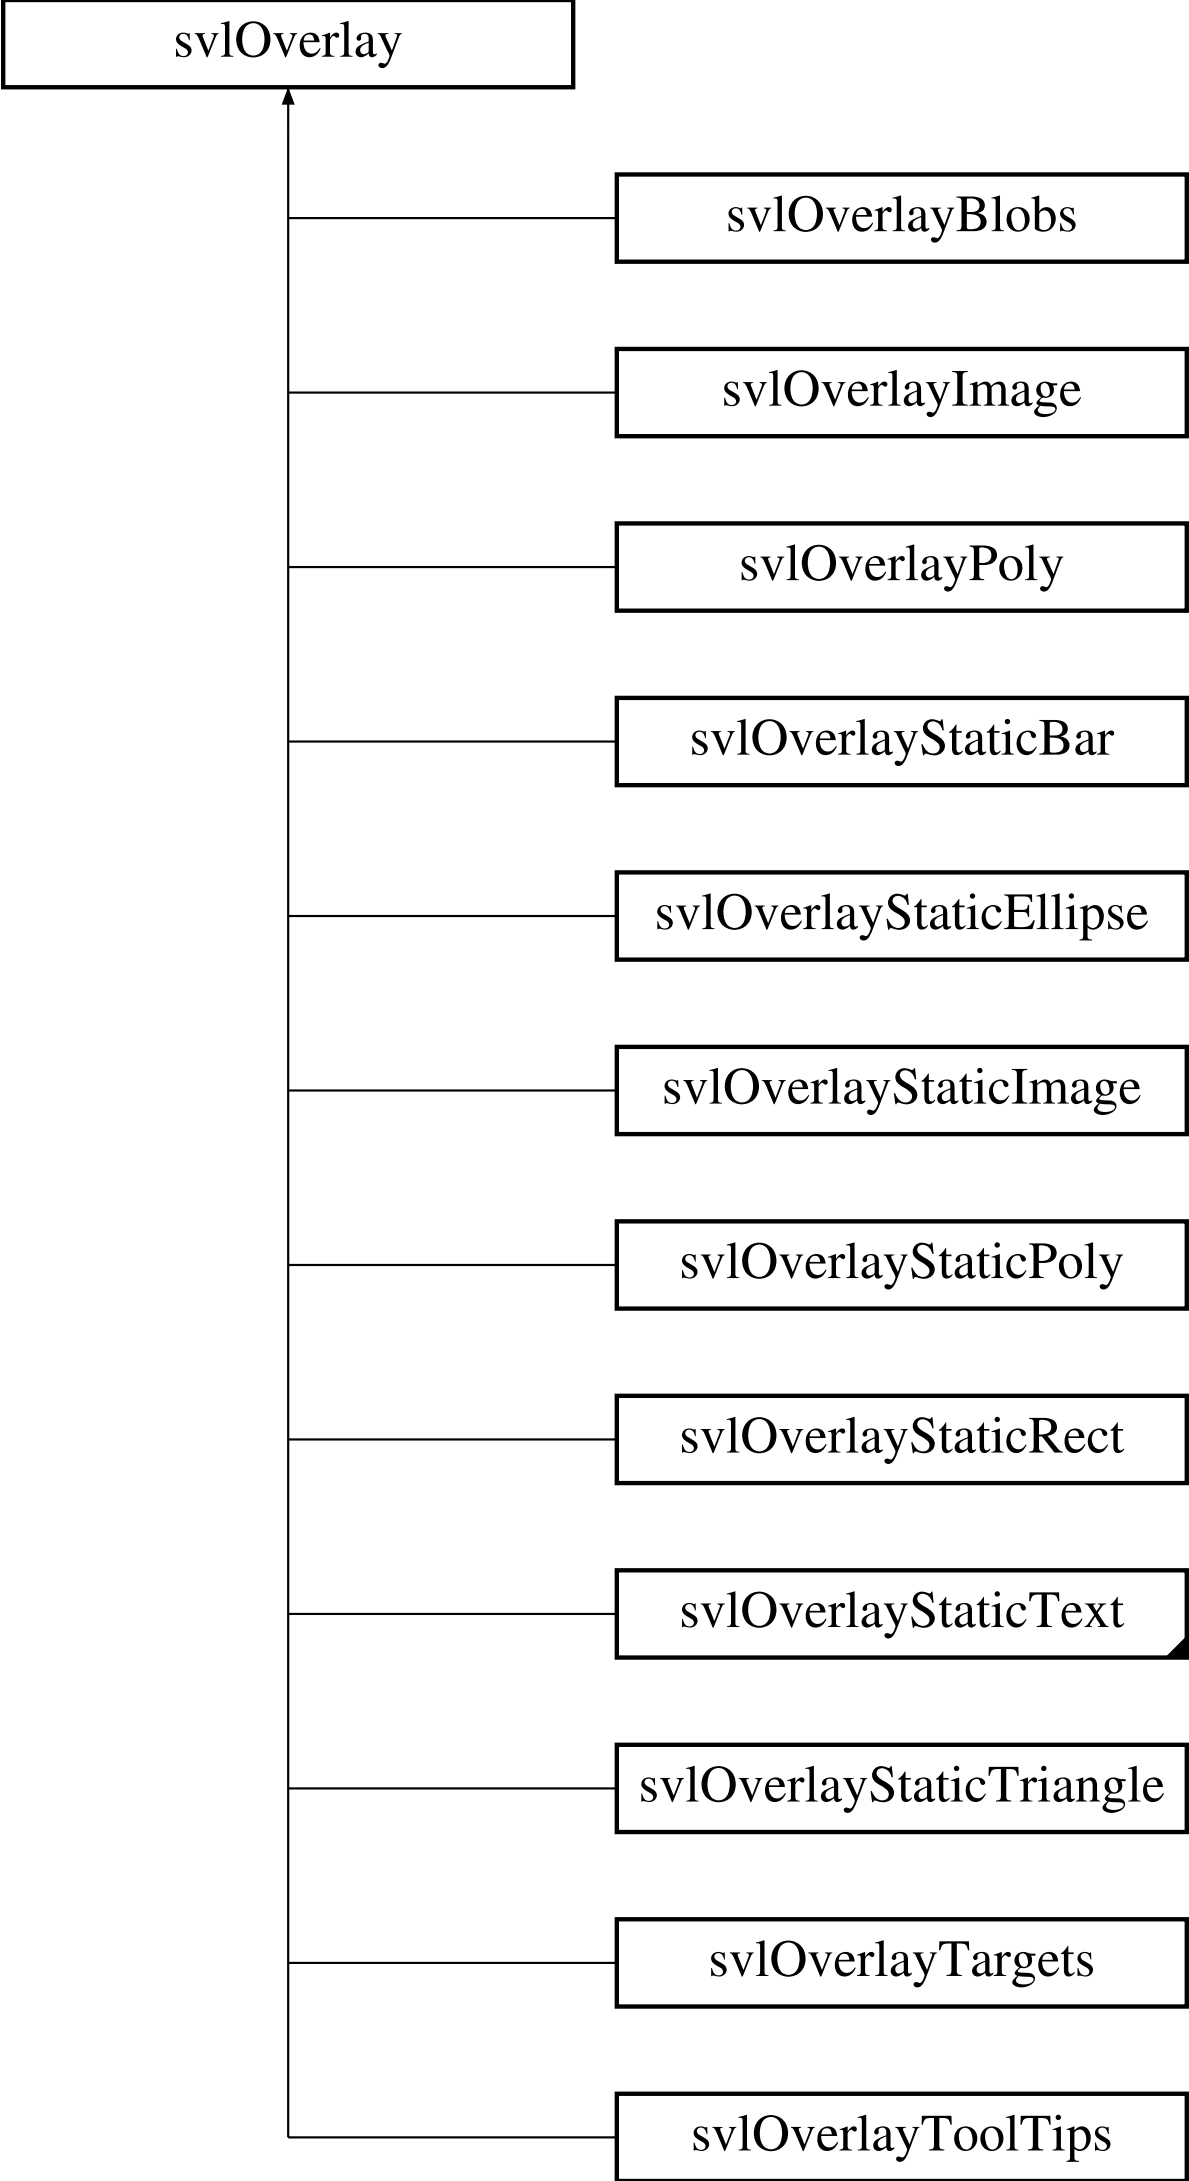 svlOverlay
svlOverlayBlobs
svlOverlayImage
svlOverlayPoly
svlOverlayStaticBar
svlOverlayStaticEllipse
svlOverlayStaticImage
svlOverlayStaticPoly
svlOverlayStaticRect
svlOverlayStaticText
svlOverlayStaticTriangle
svlOverlayTargets
svlOverlayToolTips